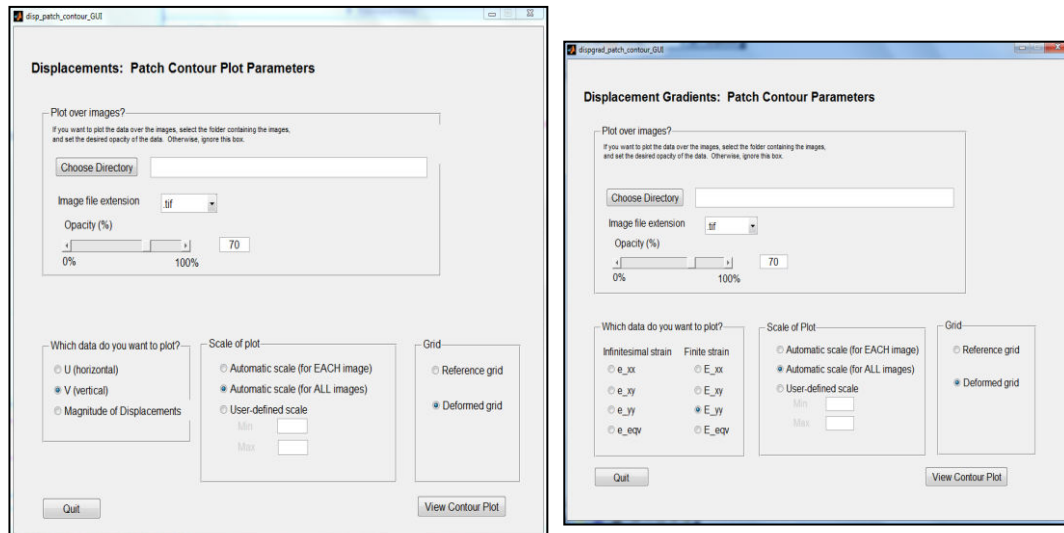 disp_patch_contour_GUI
Displacements: Patch Contour Plot Parameters
Plot over images?
If you want to plot the data over the images, select the folder containing the images,
and set the desired opacity of the data. Otherwise, ignore this box.
Choose Directory
Image file extension
.tif
Opacity (%)
70
0%
100%
Which data do you want to plot?
U (horizontal)
V (vertical)
Magnitude of Displacements
Scale of plot
Automatic scale (for EACH image)
Automatic scale (for ALL images)
User-defined scale
Min
Max
Grid
Reference grid
Deformed grid
Quit
View Contour Plot
dispgrad_patch_contour_GUI
Displacement Gradients: Patch Contour Parameters
Plot over images?
If you want to plot the data over the images, select the folder containing the images,
and set the desired opacity of the data. Otherwise, ignore this box.
Choose Directory
Image file extension
.tif
Opacity (%)
70
0%
100%
Which data do you want to plot?
Infinitesimal strain
Finite strain
e_xx
E_xx
e_xy
E_xy
e_yy
E_yy
e_eqv
E_eqv
Scale of Plot
Automatic scale (for EACH image)
Automatic scale (for ALL images)
User-defined scale
Min
Max
Grid
Reference grid
Deformed grid
Quit
View Contour Plot